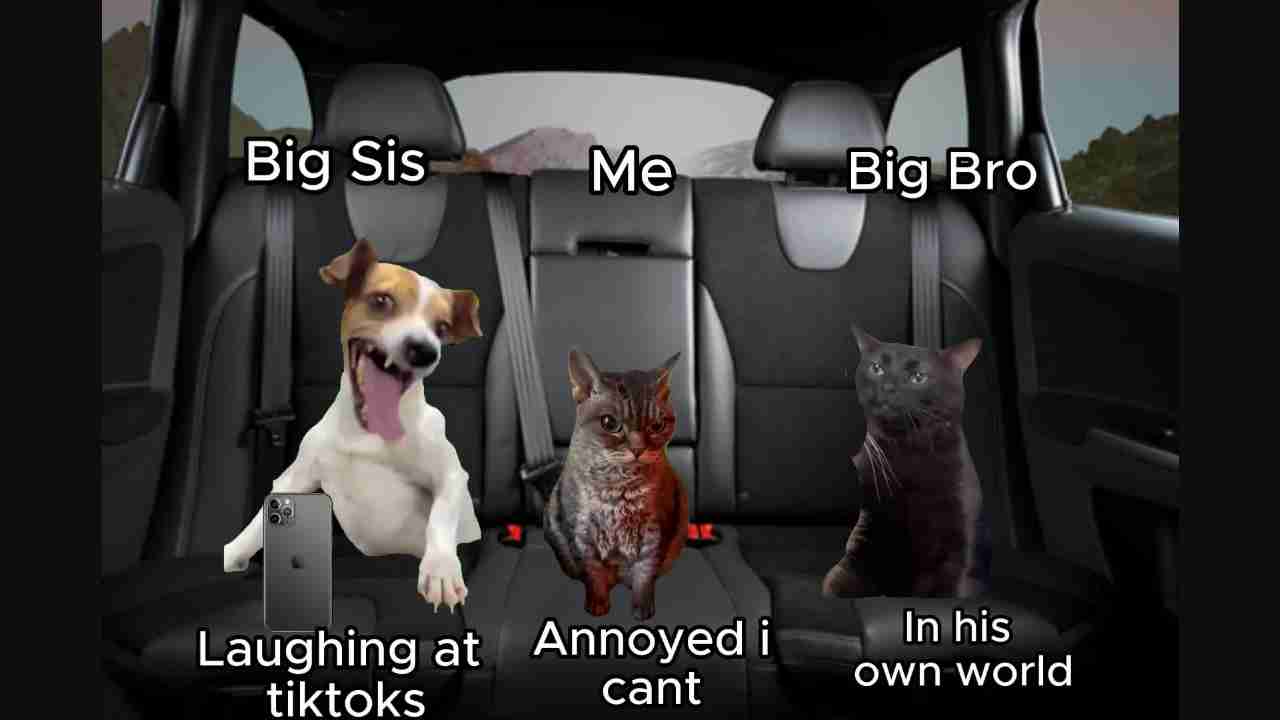 Big Sis
Me
Big Bro
Laughing at
tiktoks
Annoyed i
cant
In his
own world